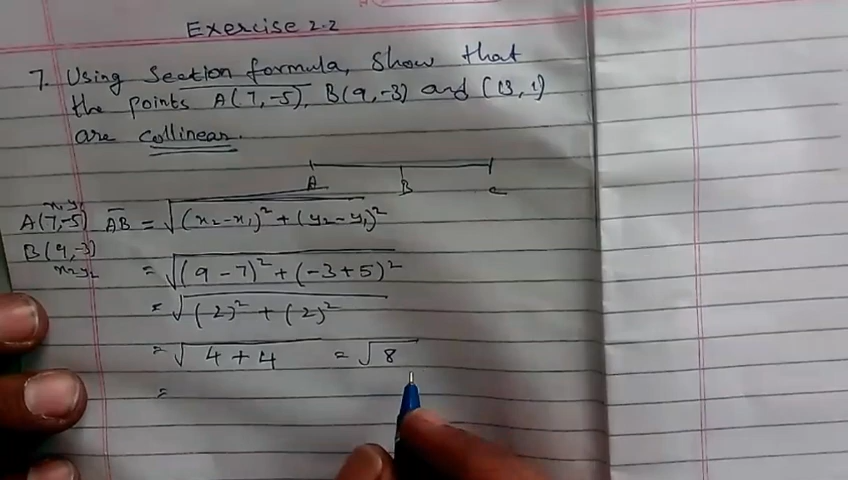 Exercise 2.2
7. Using Section formula, Show that
the points A(7,-5), B(9,-3) and (13,1)
are collinear.
A B C
x₁y₁
A(7,-5) AB = √(x₂-x₁)²+(y₂-y₁)²
B(9,-3)
x₂y₂
= √(9-7)²+(-3+5)²
= √(2)²+(2)²
= √4+4 = √8
=